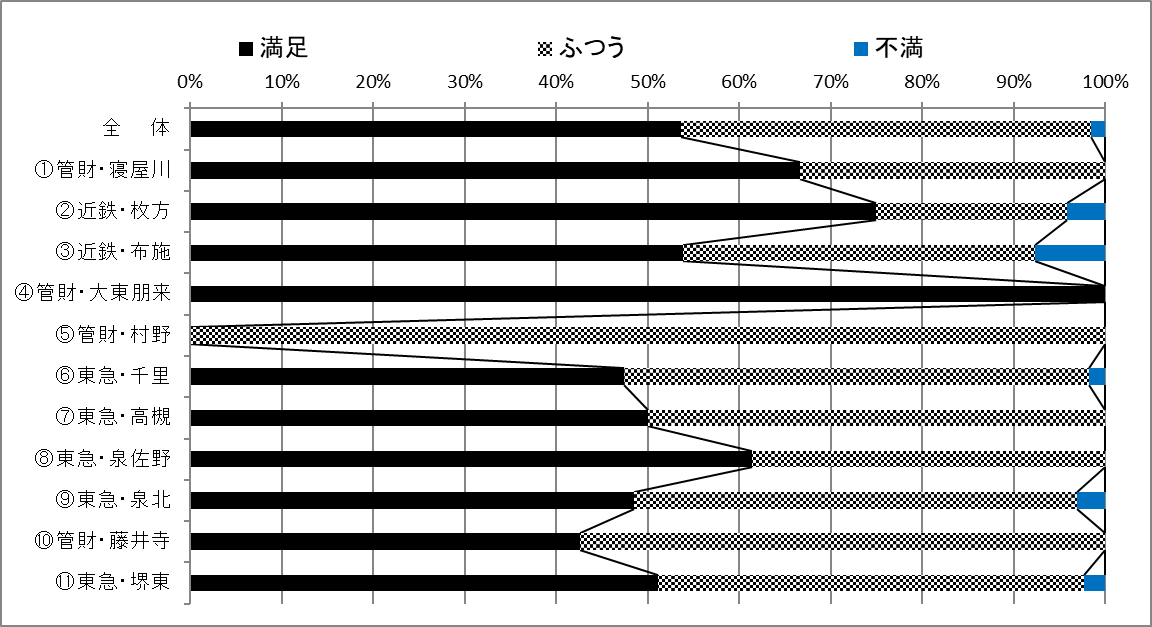 満足 ふつう 不満
0% 10% 20% 30% 40% 50% 60% 70% 80% 90% 100%
全 体
①管財・寝屋川
②近鉄・枚方
③近鉄・布施
④管財・大東朋来
⑤管財・村野
⑥東急・千里
⑦東急・高槻
⑧東急・泉佐野
⑨東急・泉北
⑩管財・藤井寺
⑪東急・堺東